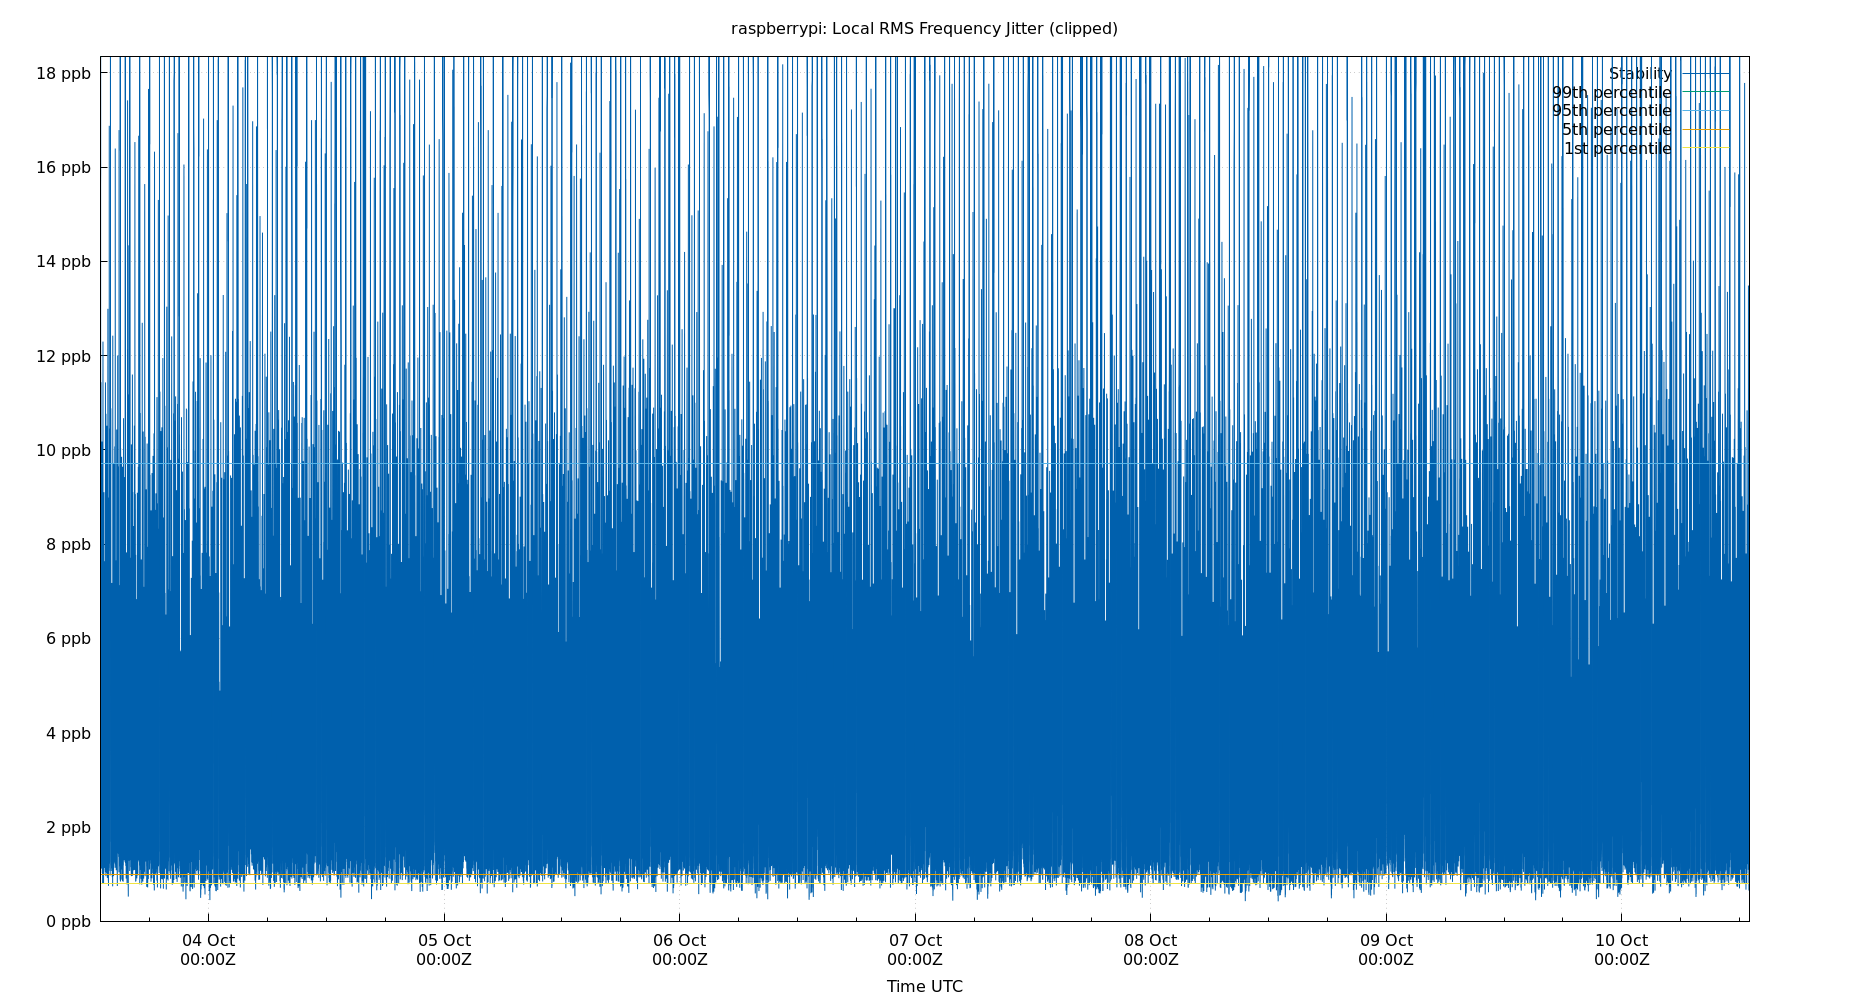 raspberrypi: Local RMS Frequency Jitter (clipped)
18 ppb
16 ppb
14 ppb
12 ppb
10 ppb
8 ppb
6 ppb
4 ppb
2 ppb
0 ppb
Stability
99th percentile
95th percentile
5th percentile
1st percentile
04 Oct
00:00Z
05 Oct
00:00Z
06 Oct
00:00Z
07 Oct
00:00Z
08 Oct
00:00Z
09 Oct
00:00Z
10 Oct
00:00Z
Time UTC